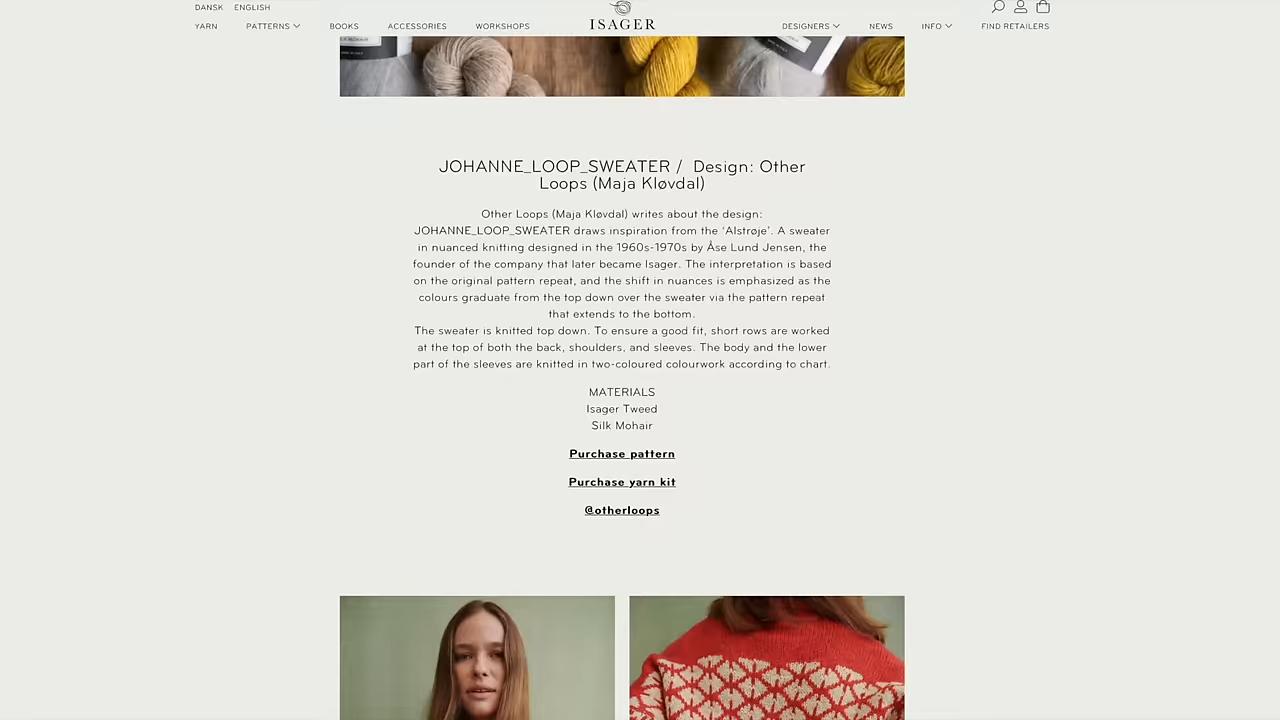 DANSK ENGLISH
YARN PATTERNS BOOKS ACCESSORIES WORKSHOPS ISAGER DESIGNERS NEWS INFO FIND RETAILERS
JOHANNE_LOOP_SWEATER / Design: Other
Loops (Maja Kløvdal)
Other Loops (Maja Kløvdal) writes about the design:
JOHANNE_LOOP_SWEATER draws inspiration from the ‘Alstrøje’. A sweater
in nuanced knitting designed in the 1960s-1970s by Åse Lund Jensen, the
founder of the company that later became Isager. The interpretation is based
on the original pattern repeat, and the shift in nuances is emphasized as the
colours graduate from the top down over the sweater via the pattern repeat
that extends to the bottom.
The sweater is knitted top down. To ensure a good fit, short rows are worked
at the top of both the back, shoulders, and sleeves. The body and the lower
part of the sleeves are knitted in two-coloured colourwork according to chart.
MATERIALS
Isager Tweed
Silk Mohair
Purchase pattern
Purchase yarn kit
@otherloops